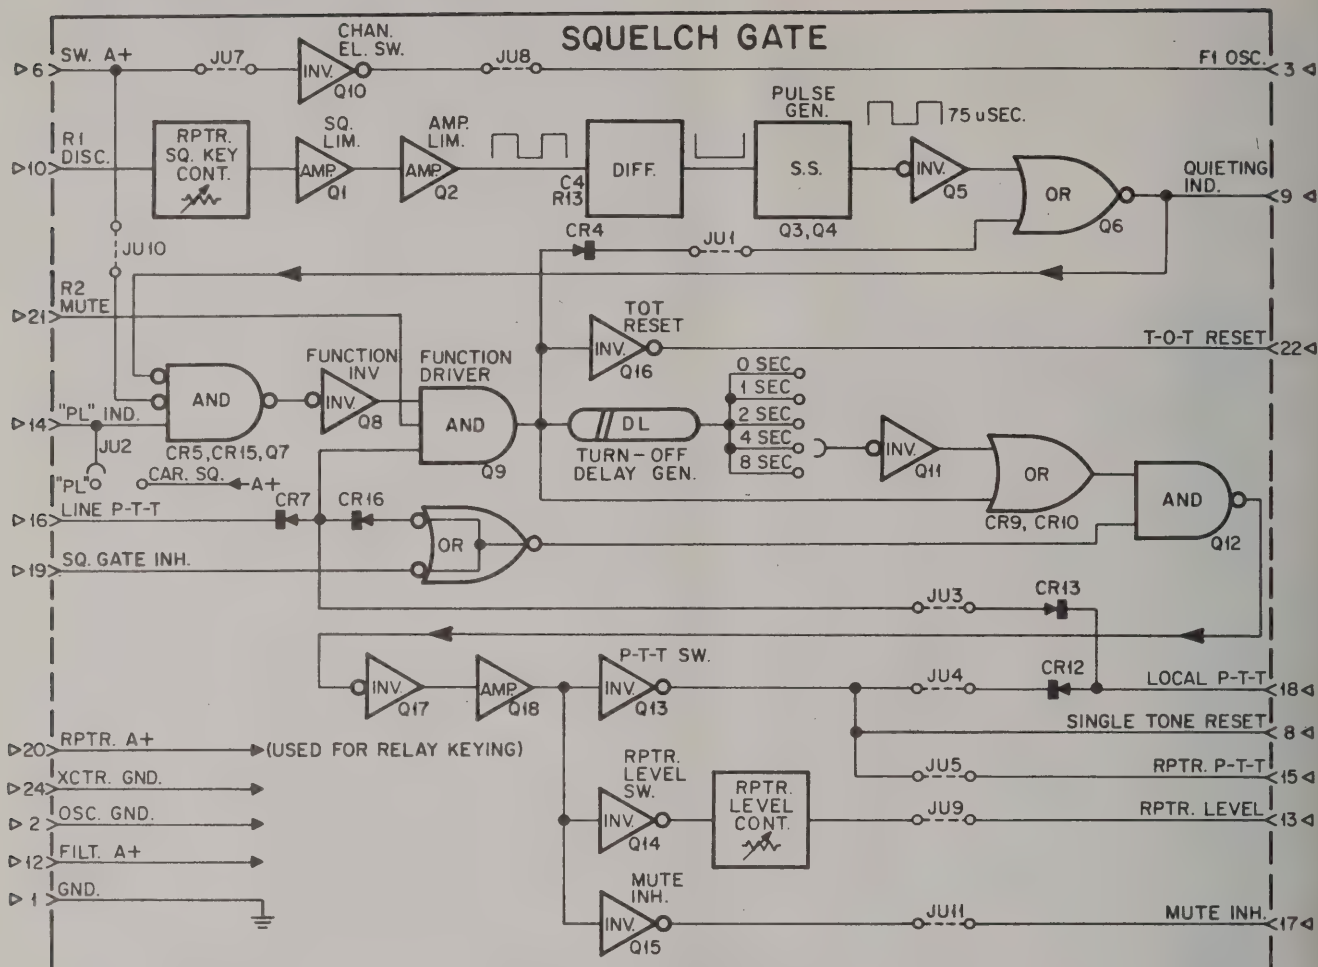 SQUELCH GATE
6 SW. A+
JU7
CHAN. EL. SW.
INV.
Q10
JU8
F1 OSC. 3
10 R1 DISC.
RPTR. SQ. KEY CONT.
SQ. LIM.
AMP.
Q1
AMP. LIM.
AMP.
Q2
C4
R13
DIFF.
PULSE GEN.
S.S.
Q3, Q4
75 uSEC.
INV.
Q5
OR
Q6
QUIETING IND. 9
JU10
CR4
JU1
21 R2 MUTE
TOT RESET
INV.
Q16
T-O-T RESET 22
14 "PL" IND.
JU2
"PL"
CAR. SQ.
A+
AND
CR5, CR15, Q7
FUNCTION INV
INV.
Q8
FUNCTION DRIVER
AND
Q9
DL
TURN-OFF DELAY GEN.
0 SEC
1 SEC
2 SEC
4 SEC
8 SEC
INV.
Q11
OR
CR9, CR10
AND
Q12
16 LINE P-T-T
CR7
CR16
OR
19 SQ. GATE INH.
JU3
CR13
INV.
Q17
AMP.
Q18
P-T-T SW.
INV.
Q13
JU4
CR12
LOCAL P-T-T 18
SINGLE TONE RESET 8
JU5
RPTR. P-T-T 15
RPTR. LEVEL SW.
INV.
Q14
RPTR. LEVEL CONT.
JU9
RPTR. LEVEL 13
MUTE INH.
INV.
Q15
JU11
MUTE INH. 17
20 RPTR. A+
(USED FOR RELAY KEYING)
24 XCTR. GND.
2 OSC. GND.
12 FILT. A+
1 GND.